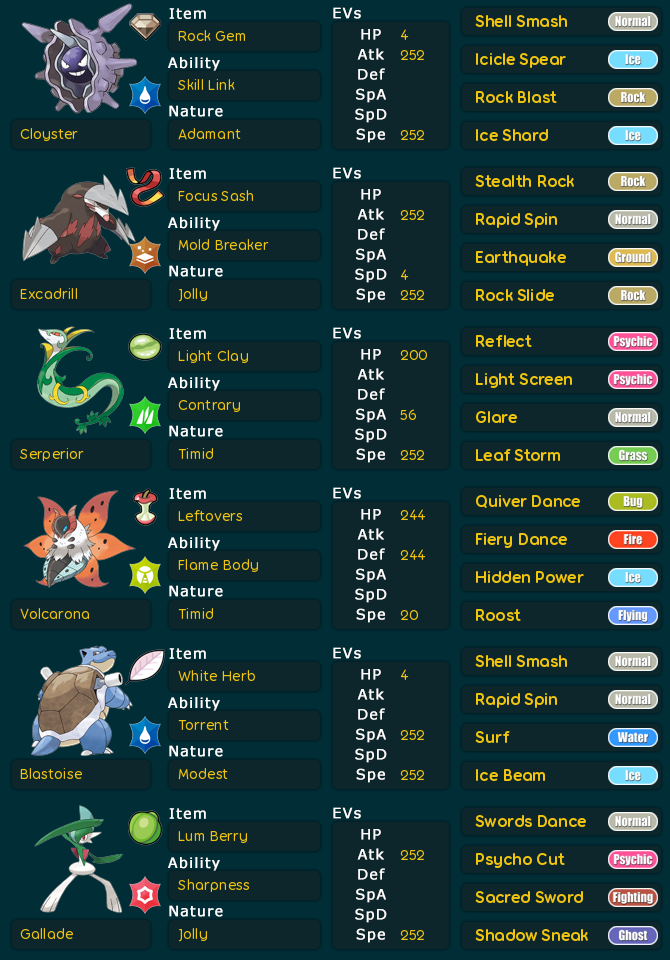 Item
Rock Gem
Ability
Skill Link
Nature
Cloyster
Adamant
EVs
HP 4
Atk 252
Def
SpA
SpD
Spe 252
Shell Smash Normal
Icicle Spear Ice
Rock Blast Rock
Ice Shard Ice
Item
Focus Sash
Ability
Mold Breaker
Nature
Excadrill
Jolly
EVs
HP
Atk 252
Def
SpA
SpD 4
Spe 252
Stealth Rock Rock
Rapid Spin Normal
Earthquake Ground
Rock Slide Rock
Item
Light Clay
Ability
Contrary
Nature
Serperior
Timid
EVs
HP 200
Atk
Def
SpA 56
SpD
Spe 252
Reflect Psychic
Light Screen Psychic
Glare Normal
Leaf Storm Grass
Item
Leftovers
Ability
Flame Body
Nature
Volcarona
Timid
EVs
HP 244
Atk
Def 244
SpA
SpD
Spe 20
Quiver Dance Bug
Fiery Dance Fire
Hidden Power Ice
Roost Flying
Item
White Herb
Ability
Torrent
Nature
Blastoise
Modest
EVs
HP 4
Atk
Def
SpA 252
SpD
Spe 252
Shell Smash Normal
Rapid Spin Normal
Surf Water
Ice Beam Ice
Item
Lum Berry
Ability
Sharpness
Nature
Gallade
Jolly
EVs
HP
Atk 252
Def
SpA
SpD
Spe 252
Swords Dance Normal
Psycho Cut Psychic
Sacred Sword Fighting
Shadow Sneak Ghost